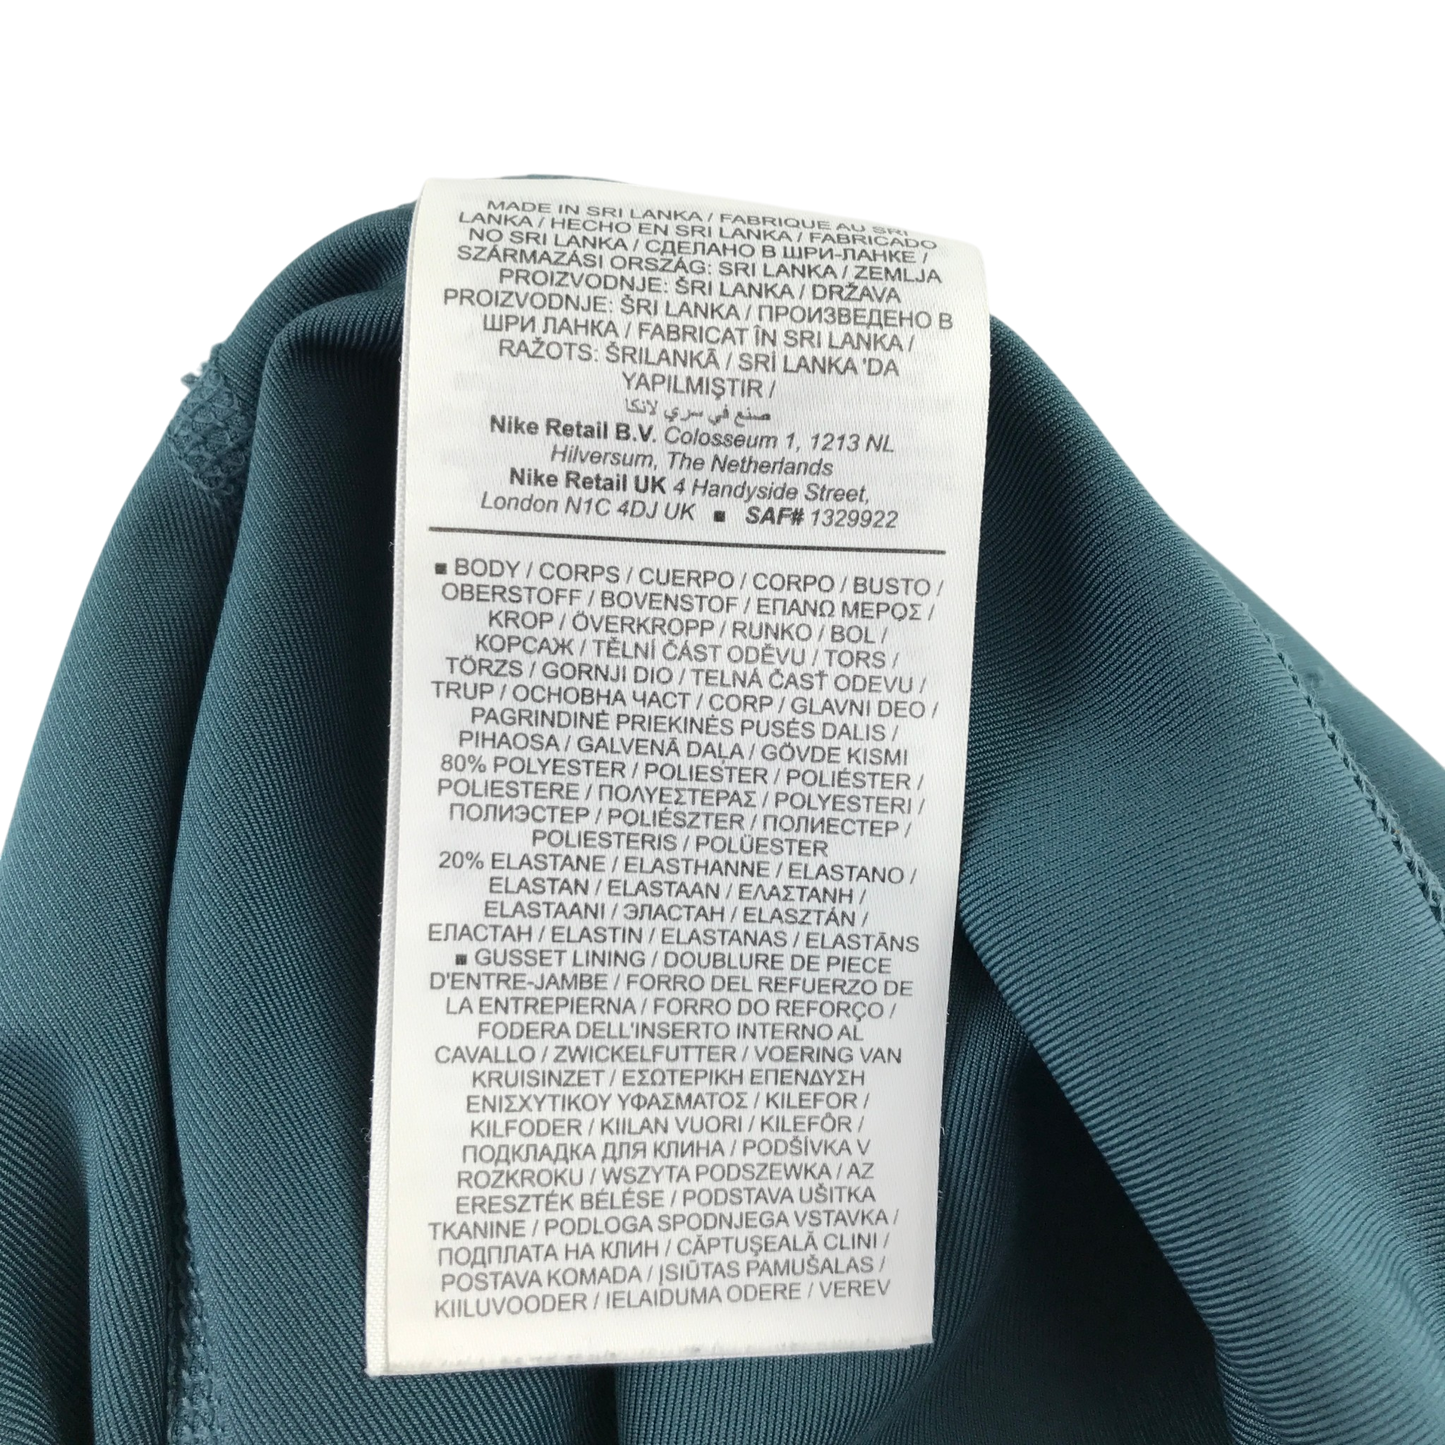 MADE IN SRI LANKA / FABRIQUE AU SRI
LANKA / HECHO EN SRI LANKA / FABRICADO
NO SRI LANKA / СДЕЛАНО В ШРИ-ЛАНКЕ /
SZÁRMAZÁSI ORSZÁG: SRI LANKA / ZEMLJA
PROIZVODNJE: ŠRI LANKA / DRŽAVA
PROIZVODNJE: ŠRI LANKA / ПРОИЗВЕДЕНО В
ШРИ ЛАНКА / FABRICAT ÎN SRI LANKA /
RAŽOTS: ŠRILANKĀ / SRİ LANKA 'DA
YAPILMIŞTIR /
صنع في سري لانكا
Nike Retail B.V. Colosseum 1, 1213 NL
Hilversum, The Netherlands
Nike Retail UK 4 Handyside Street,
London N1C 4DJ UK ■ SAF# 1329922
■ BODY / CORPS / CUERPO / CORPO / BUSTO /
OBERSTOFF / BOVENSTOF / ΕΠΑΝΩ ΜΕΡΟΣ /
KROP / ÖVERKROPP / RUNKO / BOL /
КОРСАЖ / TĚLNÍ ČÁST ODĚVU / TORS /
TÖRZS / GORNJI DIO / TELNÁ ČASŤ ODEVU /
TRUP / ОСНОВНА ЧАСТ / CORP / GLAVNI DEO /
PAGRINDINĖ PRIEKINĖS PUSĖS DALIS /
PIHAOSA / GALVENĀ DAĻA / GÖVDE KISMI
80% POLYESTER / POLIESTER / POLIÉSTER /
POLIESTERE / ΠΟΛΥΕΣΤΕΡΑΣ / POLYESTERI /
ПОЛИЭСТЕР / POLIÉSZTER / ПОЛИЕСТЕР /
POLIESTERIS / POLÜESTER
20% ELASTANE / ELASTHANNE / ELASTANO /
ELASTAN / ELASTAAN / ΕΛΑΣΤΑΝΗ /
ELASTAANI / ЭЛАСТАН / ELASZTÁN /
ЕЛАСТАН / ELASTIN / ELASTANAS / ELASTĀNS
■ GUSSET LINING / DOUBLURE DE PIECE
D'ENTRE-JAMBE / FORRO DEL REFUERZO DE
LA ENTREPIERNA / FORRO DO REFORÇO /
FODERA DELL'INSERTO INTERNO AL
CAVALLO / ZWICKELFUTTER / VOERING VAN
KRUISINZET / ΕΣΩΤΕΡΙΚΗ ΕΠΕΝΔΥΣΗ
ΕΝΙΣΧΥΤΙΚΟΥ ΥΦΑΣΜΑΤΟΣ / KILEFOR /
KILFODER / KIILAN VUORI / KILEFÔR /
ПОДКЛАДКА ДЛЯ КЛИНА / PODŠÍVKA V
ROZKROKU / WSZYTA PODSZEWKA / AZ
ERESZTÉK BÉLÉSE / PODSTAVA UŠITKA
TKANINE / PODLOGA SPODNJEGA VSTAVKA /
ПОДПЛАТА НА КЛИН / CĂPTUŞEALĂ CLINI /
POSTAVA KOMADA / ĮSIŪTAS PAMUŠALAS /
KIILUVOODER / IELAIDUMA ODERE / VEREV